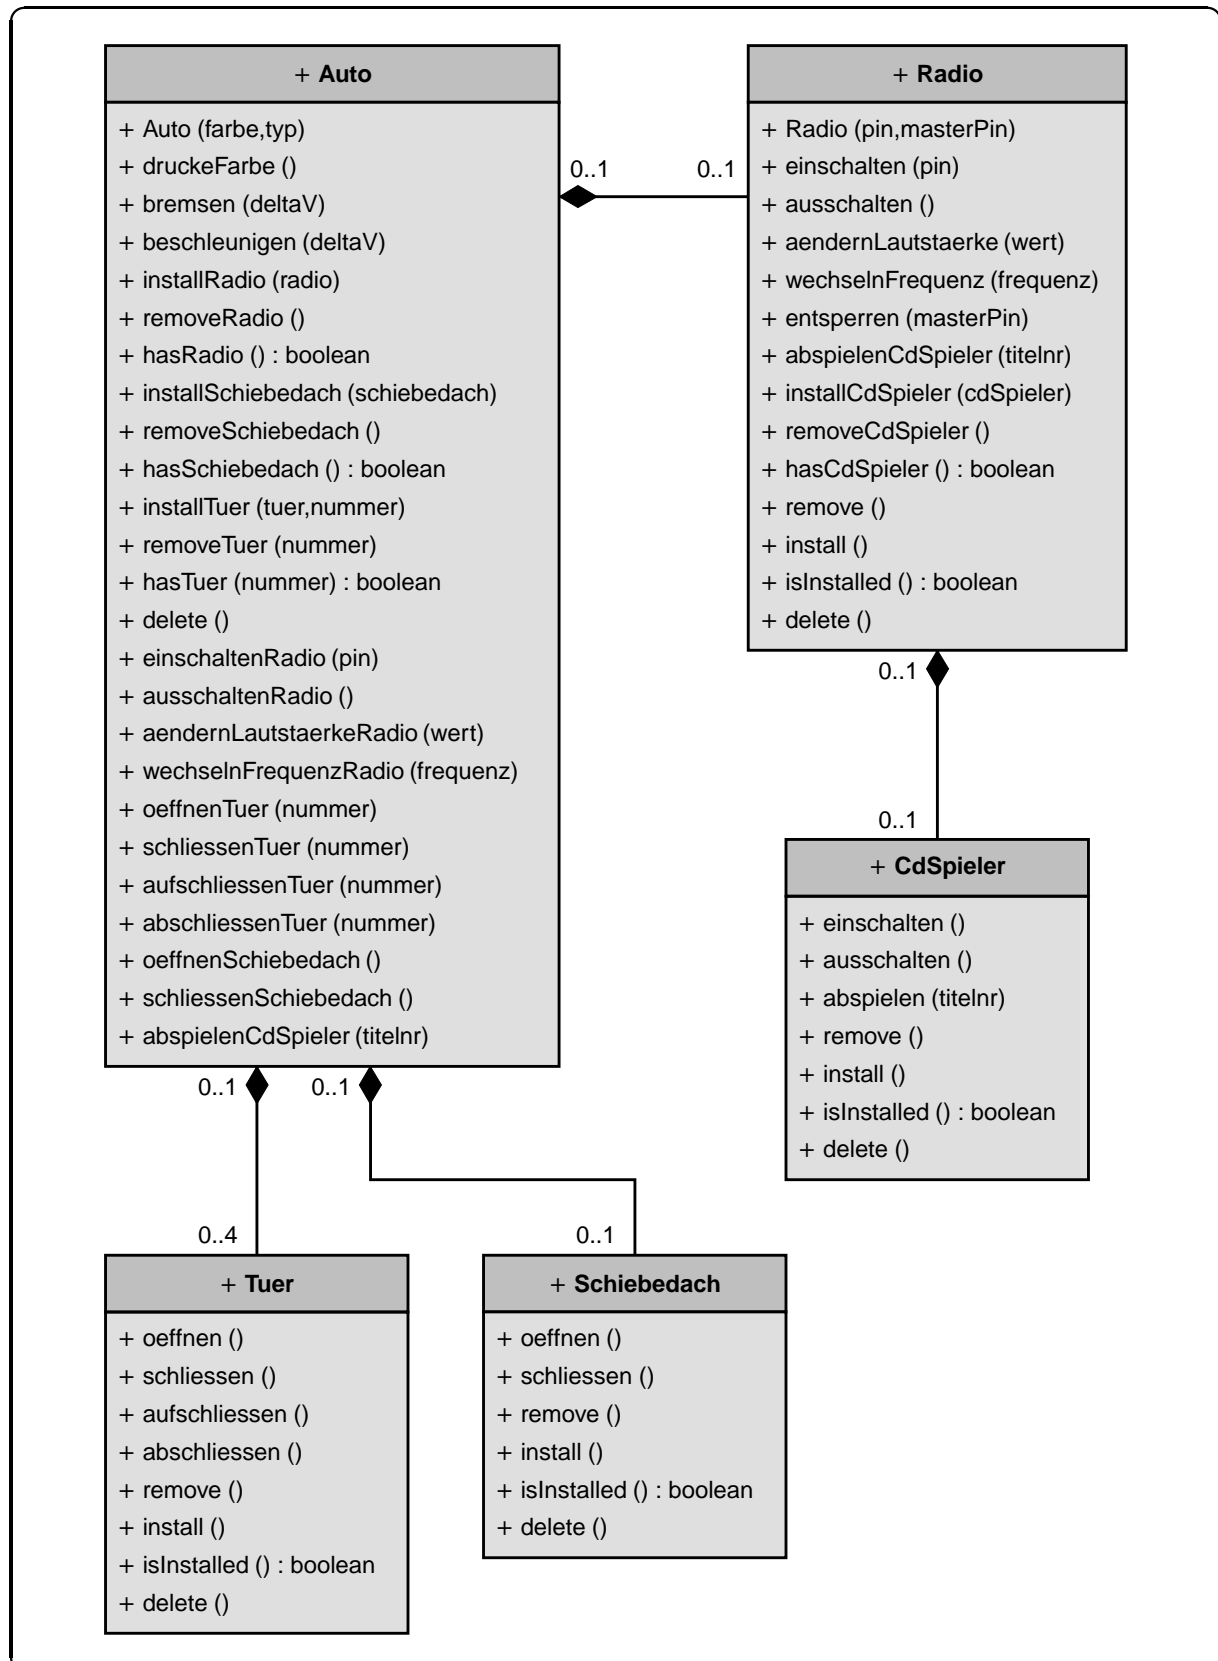 + Auto
+ Auto (farbe,typ)
+ druckeFarbe ()
+ bremsen (deltaV)
+ beschleunigen (deltaV)
+ installRadio (radio)
+ removeRadio ()
+ hasRadio () : boolean
+ installSchiebedach (schiebedach)
+ removeSchiebedach ()
+ hasSchiebedach () : boolean
+ installTuer (tuer,nummer)
+ removeTuer (nummer)
+ hasTuer (nummer) : boolean
+ delete ()
+ einschaltenRadio (pin)
+ ausschaltenRadio ()
+ aendernLautstaerkeRadio (wert)
+ wechselnFrequenzRadio (frequenz)
+ oeffnenTuer (nummer)
+ schliessenTuer (nummer)
+ aufschliessenTuer (nummer)
+ abschliessenTuer (nummer)
+ oeffnenSchiebedach ()
+ schliessenSchiebedach ()
+ abspielenCdSpieler (titelnr)
0..1
0..1
+ Radio
+ Radio (pin,masterPin)
+ einschalten (pin)
+ ausschalten ()
+ aendernLautstaerke (wert)
+ wechselnFrequenz (frequenz)
+ entsperren (masterPin)
+ abspielenCdSpieler (titelnr)
+ installCdSpieler (cdSpieler)
+ removeCdSpieler ()
+ hasCdSpieler () : boolean
+ remove ()
+ install ()
+ isInstalled () : boolean
+ delete ()
0..1
0..1
+ CdSpieler
+ einschalten ()
+ ausschalten ()
+ abspielen (titelnr)
+ remove ()
+ install ()
+ isInstalled () : boolean
+ delete ()
0..1
0..1
0..4
0..1
+ Tuer
+ oeffnen ()
+ schliessen ()
+ aufschliessen ()
+ abschliessen ()
+ remove ()
+ install ()
+ isInstalled () : boolean
+ delete ()
+ Schiebedach
+ oeffnen ()
+ schliessen ()
+ remove ()
+ install ()
+ isInstalled () : boolean
+ delete ()